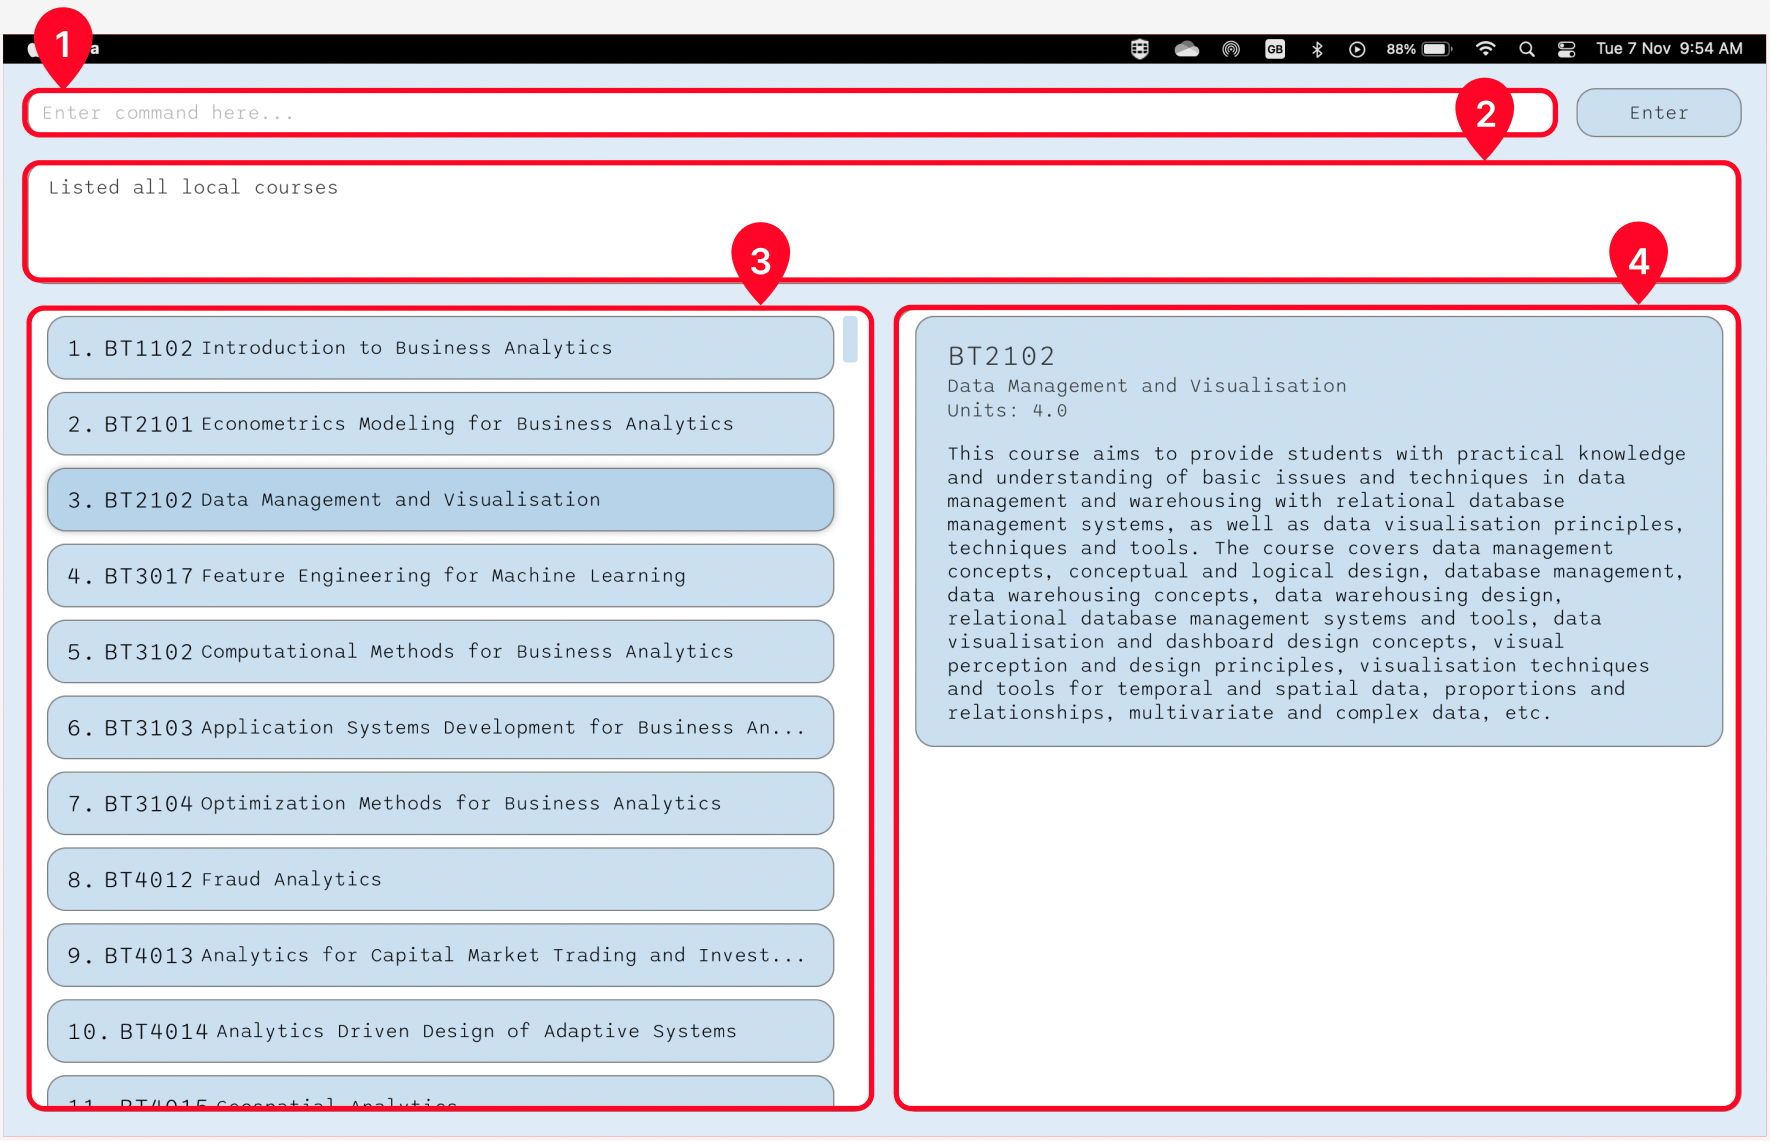 1
88%
Tue 7 Nov 9:54 AM
GB
Enter command here...
2
Enter
Listed all local courses
3
4
1. BT1102 Introduction to Business Analytics
2. BT2101 Econometrics Modeling for Business Analytics
3. BT2102 Data Management and Visualisation
4. BT3017 Feature Engineering for Machine Learning
5. BT3102 Computational Methods for Business Analytics
6. BT3103 Application Systems Development for Business An...
7. BT3104 Optimization Methods for Business Analytics
8. BT4012 Fraud Analytics
9. BT4013 Analytics for Capital Market Trading and Invest...
10. BT4014 Analytics Driven Design of Adaptive Systems
11. BT4015 Geospatial Analytics
BT2102
Data Management and Visualisation
Units: 4.0
This course aims to provide students with practical knowledge
and understanding of basic issues and techniques in data
management and warehousing with relational database
management systems, as well as data visualisation principles,
techniques and tools. The course covers data management
concepts, conceptual and logical design, database management,
data warehousing concepts, data warehousing design,
relational database management systems and tools, data
visualisation and dashboard design concepts, visual
perception and design principles, visualisation techniques
and tools for temporal and spatial data, proportions and
relationships, multivariate and complex data, etc.